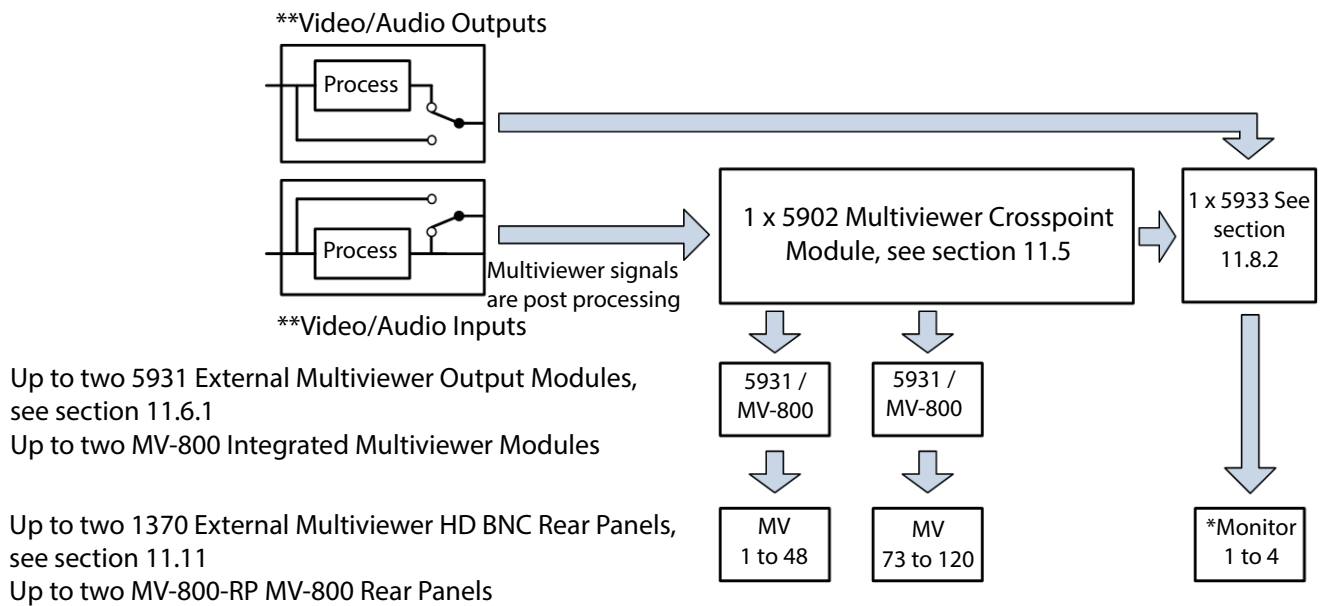 **Video/Audio Outputs
Process
Process
Multiviewer signals
are post processing
**Video/Audio Inputs
1 x 5902 Multiviewer Crosspoint
Module, see section 11.5
1 x 5933 See
section
11.8.2
Up to two 5931 External Multiviewer Output Modules,
see section 11.6.1
Up to two MV-800 Integrated Multiviewer Modules
5931 /
MV-800
5931 /
MV-800
Up to two 1370 External Multiviewer HD BNC Rear Panels,
see section 11.11
Up to two MV-800-RP MV-800 Rear Panels
MV
1 to 48
MV
73 to 120
*Monitor
1 to 4